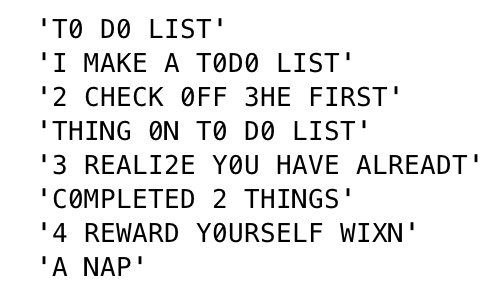 'T0 D0 LIST'
'I MAKE A T0D0 LIST'
'2 CHECK 0FF 3HE FIRST'
'THING 0N T0 D0 LIST'
'3 REALI2E Y0U HAVE ALREADT'
'C0MPLETED 2 THINGS'
'4 REWARD Y0URSELF WIXN'
'A NAP'